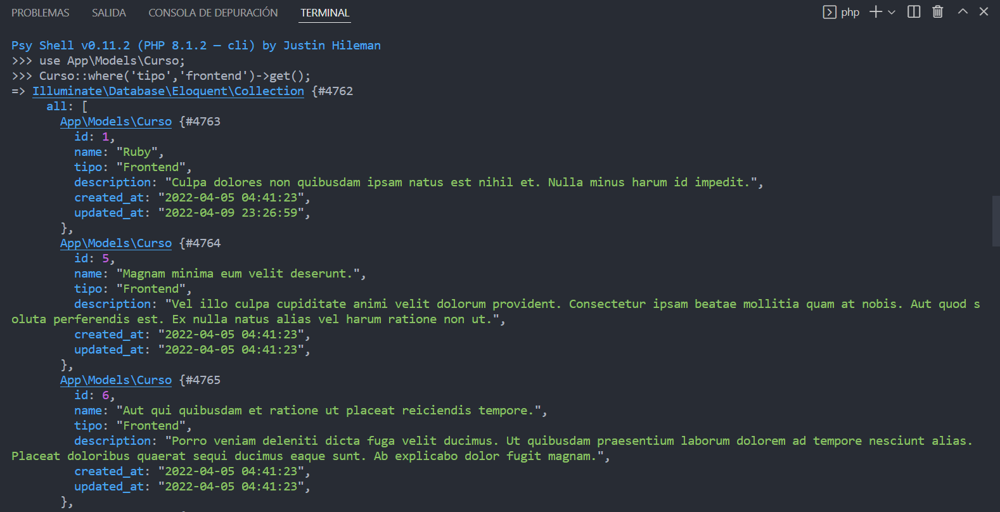 PROBLEMAS SALIDA CONSOLA DE DEPURACIÓN TERMINAL php
Psy Shell v0.11.2 (PHP 8.1.2 — cli) by Justin Hileman
>>> use App\Models\Curso;
>>> Curso::where('tipo','frontend')->get();
=> Illuminate\Database\Eloquent\Collection {#4762
all: [
App\Models\Curso {#4763
id: 1,
name: "Ruby",
tipo: "Frontend",
description: "Culpa dolores non quibusdam ipsam natus est nihil et. Nulla minus harum id impedit.",
created_at: "2022-04-05 04:41:23",
updated_at: "2022-04-09 23:26:59",
},
App\Models\Curso {#4764
id: 5,
name: "Magnam minima eum velit deserunt.",
tipo: "Frontend",
description: "Vel illo culpa cupiditate animi velit dolorum provident. Consectetur ipsam beatae mollitia quam at nobis. Aut quod s
oluta perferendis est. Ex nulla natus alias vel harum ratione non ut.",
created_at: "2022-04-05 04:41:23",
updated_at: "2022-04-05 04:41:23",
},
App\Models\Curso {#4765
id: 6,
name: "Aut qui quibusdam et ratione ut placeat reiciendis tempore.",
tipo: "Frontend",
description: "Porro veniam deleniti dicta fuga velit ducimus. Ut quibusdam praesentium laborum dolorem ad tempore nesciunt alias.
Placeat doloribus quaerat sequi ducimus eaque sunt. Ab explicabo dolor fugit magnam.",
created_at: "2022-04-05 04:41:23",
updated_at: "2022-04-05 04:41:23",
},